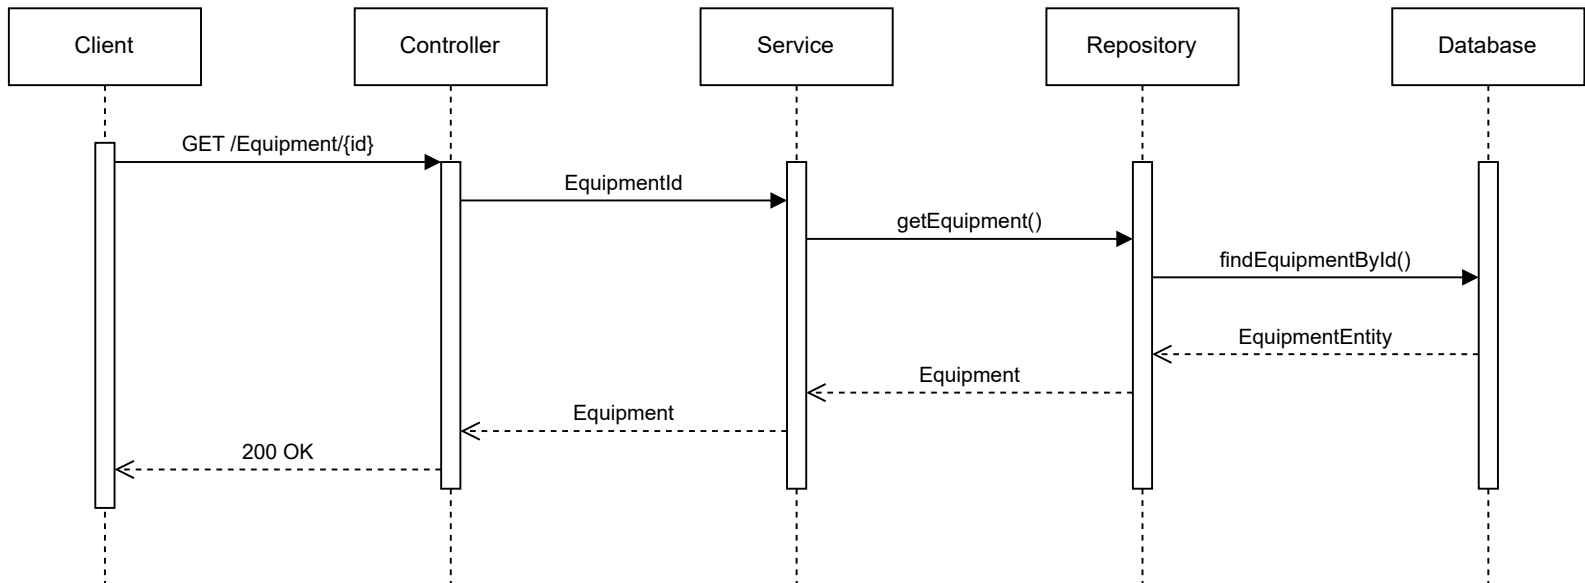 Client
Controller
Service
Repository
Database
GET /Equipment/{id}
EquipmentId
getEquipment()
findEquipmentById()
EquipmentEntity
Equipment
Equipment
200 OK